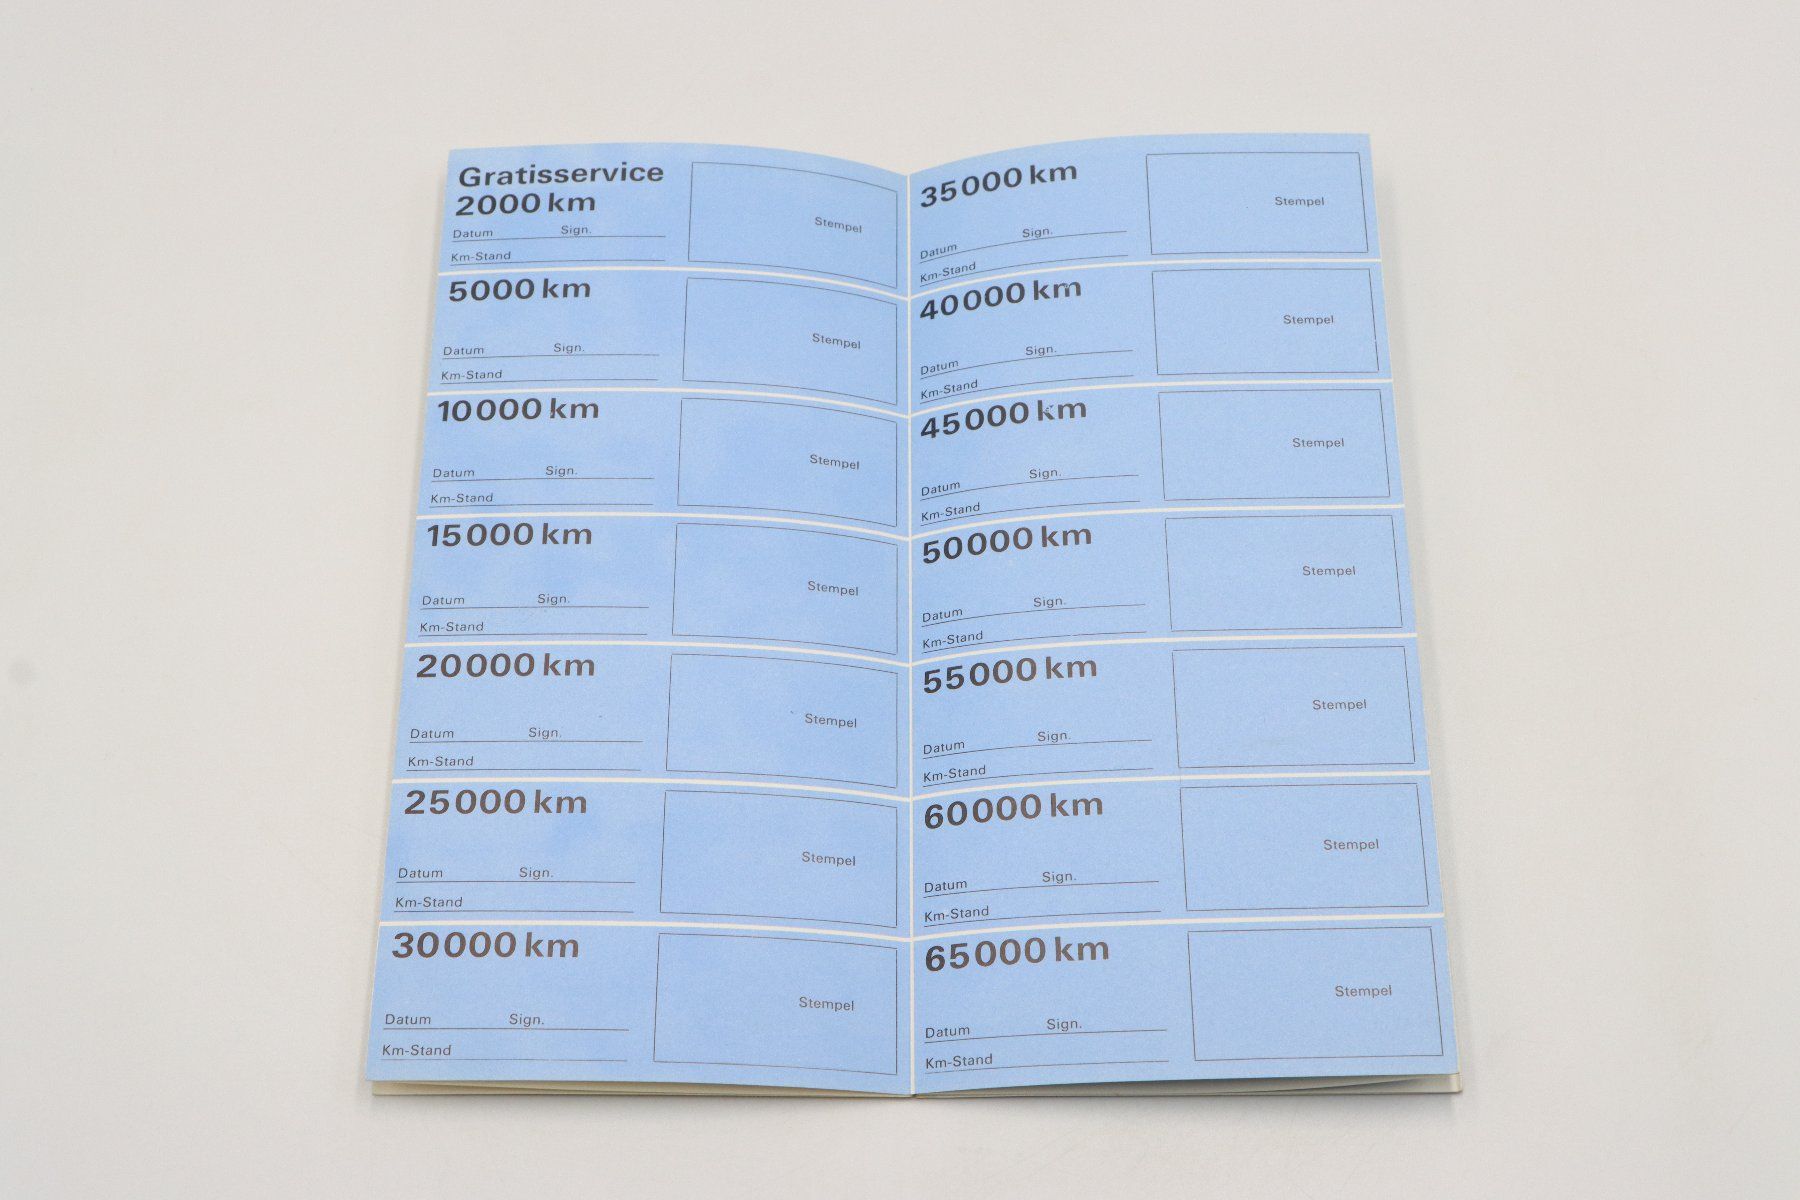 Gratisservice
2000 km
Stempel
Datum Sign.
Km-Stand
5000 km
Stempel
Datum Sign.
Km-Stand
10000 km
Stempel
Datum Sign.
Km-Stand
15000 km
Stempel
Datum Sign.
Km-Stand
20000 km
Stempel
Datum Sign.
Km-Stand
25000 km
Stempel
Datum Sign.
Km-Stand
30000 km
Stempel
Datum Sign.
Km-Stand
35000 km
Stempel
Datum Sign.
Km-Stand
40000 km
Stempel
Datum Sign.
Km-Stand
45000 km
Stempel
Datum Sign.
Km-Stand
50000 km
Stempel
Datum Sign.
Km-Stand
55000 km
Stempel
Datum Sign.
Km-Stand
60000 km
Stempel
Datum Sign.
Km-Stand
65000 km
Stempel
Datum Sign.
Km-Stand